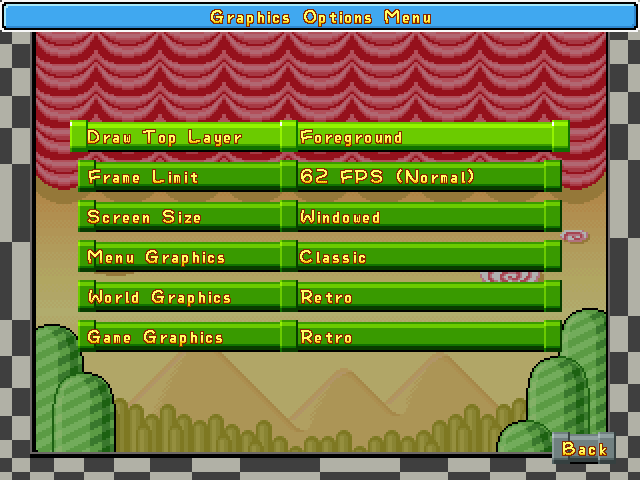 Graphics Options Menu
Draw Top Layer Foreground
Frame Limit 62 FPS (Normal)
Screen Size Windowed
Menu Graphics Classic
World Graphics Retro
Game Graphics Retro
Back